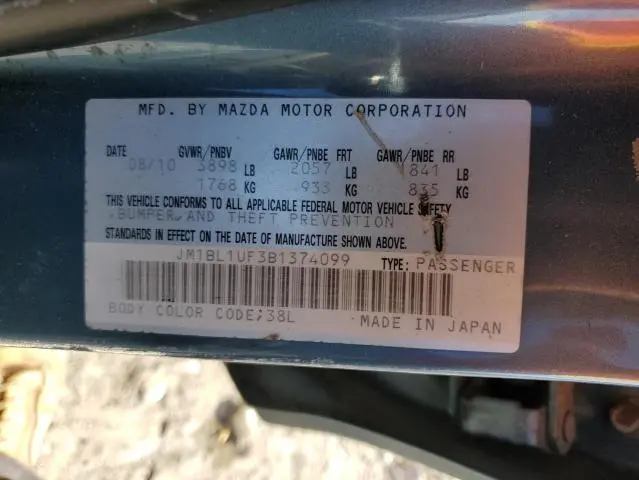 MFD. BY MAZDA MOTOR CORPORATION
DATE GVWR/PNBV GAWR/PNBE FRT GAWR/PNBE RR
08/10 3898 LB 2057 LB 1841 LB
1768 KG 933 KG 835 KG
THIS VEHICLE CONFORMS TO ALL APPLICABLE FEDERAL MOTOR VEHICLE SAFETY
,BUMPER, AND THEFT PREVENTION
STANDARDS IN EFFECT ON THE DATE OF MANUFACTURE SHOWN ABOVE.
JM1BL1UF3B1374099 TYPE: PASSENGER
BODY COLOR CODE;38L MADE IN JAPAN